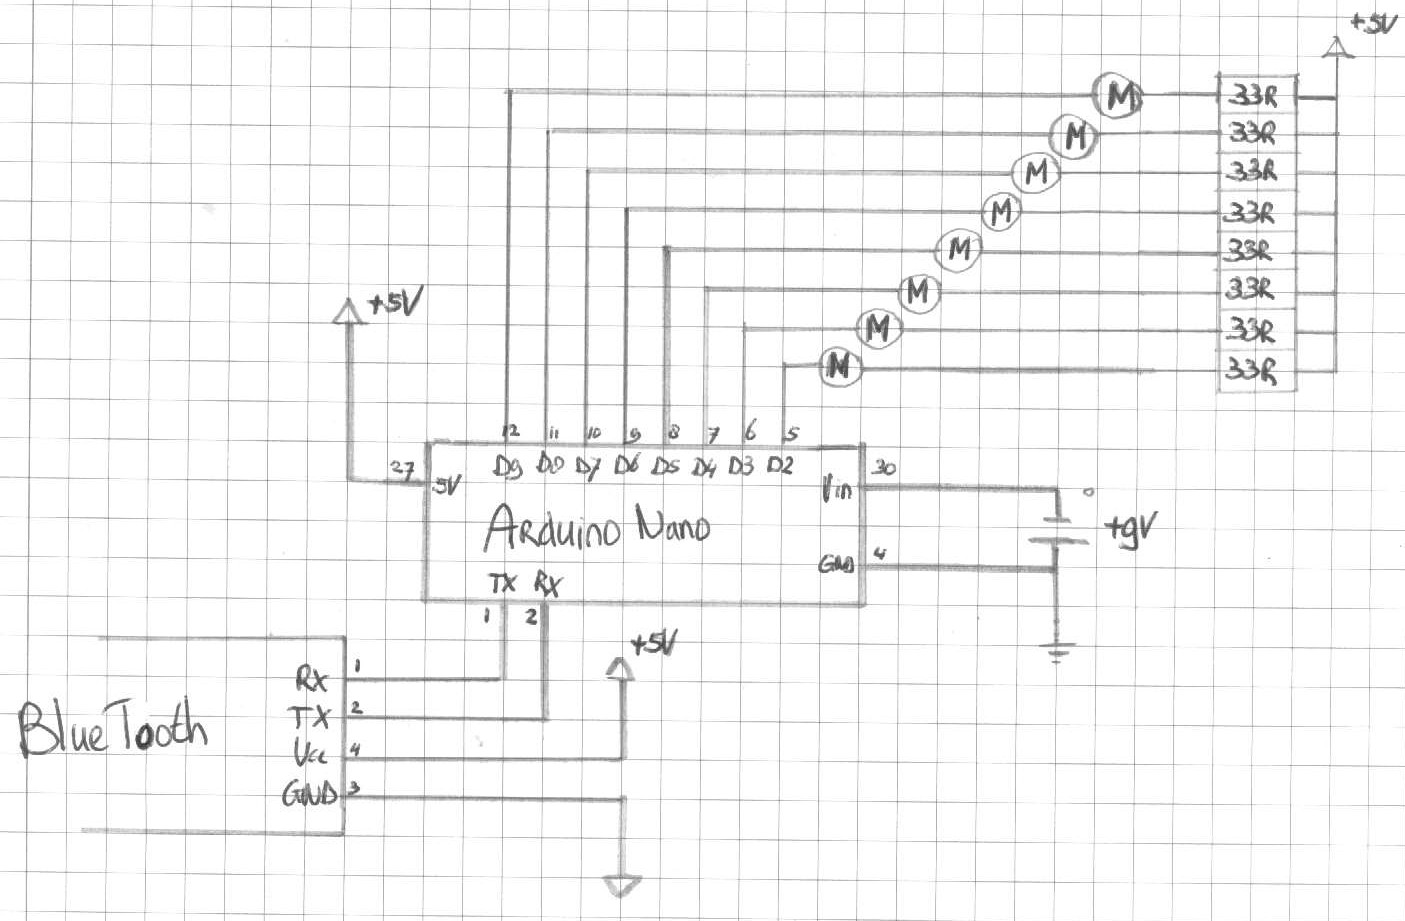 +5V
M 33R
M 33R
M 33R
M 33R
M 33R
M 33R
M 33R
M 33R
+5V
12 11 10 9 8 7 6 5
27 30
5V D9 D8 D7 D6 D5 D4 D3 D2 Vin
Arduino Nano +9V
GND 4
TX RX
1 2
+5V
RX 1
TX 2
BlueTooth
Vcc 4
GND 3